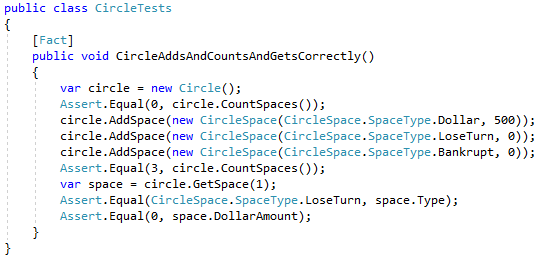 public class CircleTests
{
    [Fact]
    public void CircleAddsAndCountsAndGetsCorrectly()
    {
        var circle = new Circle();
        Assert.Equal(0, circle.CountSpaces());
        circle.AddSpace(new CircleSpace(CircleSpace.SpaceType.Dollar, 500));
        circle.AddSpace(new CircleSpace(CircleSpace.SpaceType.LoseTurn, 0));
        circle.AddSpace(new CircleSpace(CircleSpace.SpaceType.Bankrupt, 0));
        Assert.Equal(3, circle.CountSpaces());
        var space = circle.GetSpace(1);
        Assert.Equal(CircleSpace.SpaceType.LoseTurn, space.Type);
        Assert.Equal(0, space.DollarAmount);
    }
}